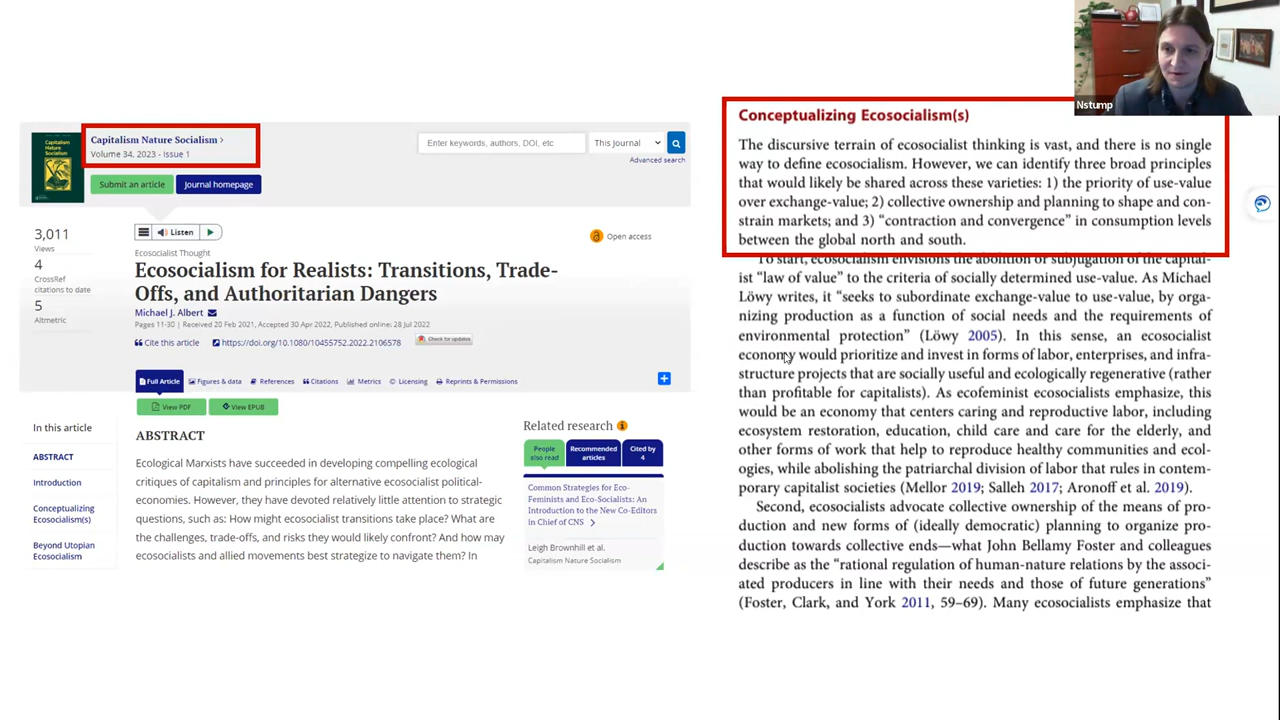 Nstump
Capitalism Nature Socialism
Capitalism Nature Socialism >
Volume 34, 2023 - Issue 1
Submit an article
Journal homepage
Enter keywords, authors, DOI, etc
This Journal
Advanced search
3,011
Views
4
CrossRef
citations to date
5
Altmetric
Listen
Open access
Ecosocialist Thought
Ecosocialism for Realists: Transitions, Trade-
Offs, and Authoritarian Dangers
Michael J. Albert
Pages 11-30 | Received 20 Feb 2021, Accepted 30 Apr 2022, Published online: 28 Jul 2022
Cite this article
https://doi.org/10.1080/10455752.2022.2106578
Check for updates
Full Article
Figures & data
References
Citations
Metrics
Licensing
Reprints & Permissions
View PDF
View EPUB
In this article
ABSTRACT
Introduction
Conceptualizing
Ecosocialism(s)
Beyond Utopian
Ecosocialism
ABSTRACT
Ecological Marxists have succeeded in developing compelling ecological
critiques of capitalism and principles for alternative ecosocialist political-
economies. However, they have devoted relatively little attention to strategic
questions, such as: How might ecosocialist transitions take place? What are
the challenges, trade-offs, and risks they would likely confront? And how may
ecosocialists and allied movements best strategize to navigate them? In
Related research
People
also read
Recommended
articles
Cited by
4
Common Strategies for Eco-
Feminists and Eco-Socialists: An
Introduction to the New Co-Editors
in Chief of CNS >
Leigh Brownhill et al.
Capitalism Nature Socialism
Conceptualizing Ecosocialism(s)
The discursive terrain of ecosocialist thinking is vast, and there is no single
way to define ecosocialism. However, we can identify three broad principles
that would likely be shared across these varieties: 1) the priority of use-value
over exchange-value; 2) collective ownership and planning to shape and con-
strain markets; and 3) “contraction and convergence” in consumption levels
between the global north and south.
To start, ecosocialism envisions the abolition or subjugation of the capital-
ist “law of value” to the criteria of socially determined use-value. As Michael
Löwy writes, it “seeks to subordinate exchange-value to use-value, by orga-
nizing production as a function of social needs and the requirements of
environmental protection” (Löwy 2005). In this sense, an ecosocialist
economy would prioritize and invest in forms of labor, enterprises, and infra-
structure projects that are socially useful and ecologically regenerative (rather
than profitable for capitalists). As ecofeminist ecosocialists emphasize, this
would be an economy that centers caring and reproductive labor, including
ecosystem restoration, education, child care and care for the elderly, and
other forms of work that help to reproduce healthy communities and ecol-
ogies, while abolishing the patriarchal division of labor that rules in contem-
porary capitalist societies (Mellor 2019; Salleh 2017; Aronoff et al. 2019).
Second, ecosocialists advocate collective ownership of the means of pro-
duction and new forms of (ideally democratic) planning to organize pro-
duction towards collective ends—what John Bellamy Foster and colleagues
describe as the “rational regulation of human-nature relations by the associ-
ated producers in line with their needs and those of future generations”
(Foster, Clark, and York 2011, 59–69). Many ecosocialists emphasize that